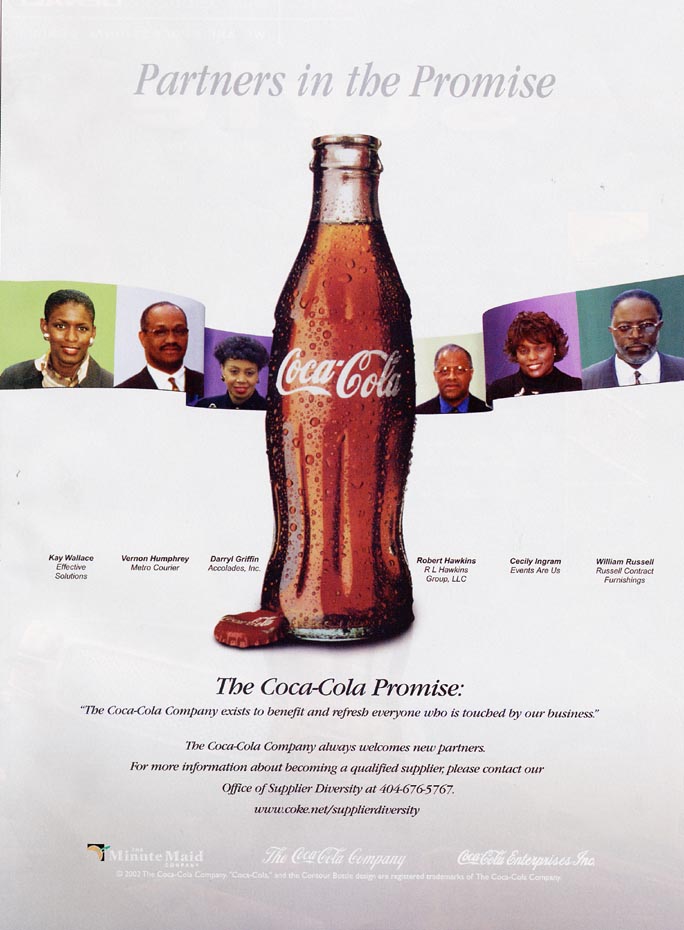 Partners in the Promise
Coca-Cola
Kay Wallace
Effective
Solutions
Vernon Humphrey
Metro Courier
Darryl Griffin
Accolades, Inc.
Robert Hawkins
R L Hawkins
Group, LLC
Cecily Ingram
Events Are Us
William Russell
Russell Contract
Furnishings
Coca-Cola
The Coca-Cola Promise:
"The Coca-Cola Company exists to benefit and refresh everyone who is touched by our business."
The Coca-Cola Company always welcomes new partners.
For more information about becoming a qualified supplier, please contact our
Office of Supplier Diversity at 404-676-5767.
www.coke.net/supplierdiversity
THE
Minute Maid
COMPANY
The Coca-Cola Company
Coca-Cola Enterprises Inc.
© 2002 The Coca-Cola Company. "Coca-Cola," and the Contour Bottle design are registered trademarks of The Coca-Cola Company.